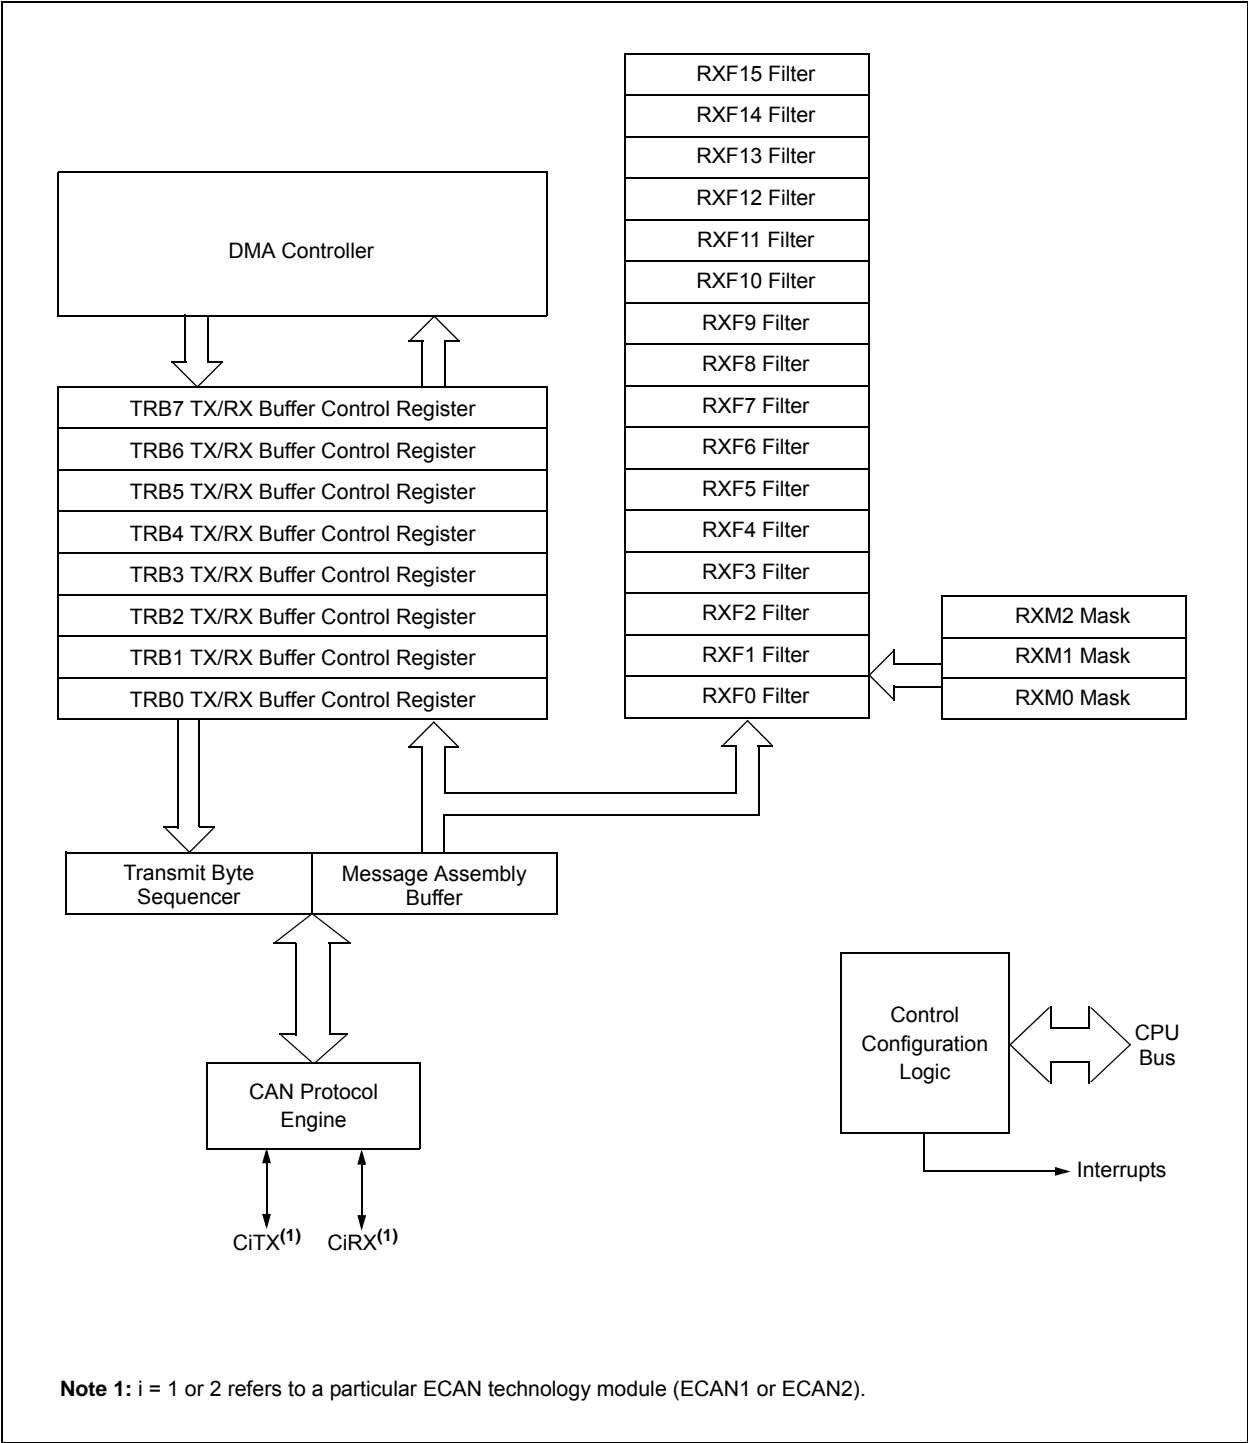 RXF15 Filter
RXF14 Filter
RXF13 Filter
RXF12 Filter
RXF11 Filter
RXF10 Filter
RXF9 Filter
RXF8 Filter
RXF7 Filter
RXF6 Filter
RXF5 Filter
RXF4 Filter
RXF3 Filter
RXF2 Filter
RXF1 Filter
RXF0 Filter
DMA Controller
TRB7 TX/RX Buffer Control Register
TRB6 TX/RX Buffer Control Register
TRB5 TX/RX Buffer Control Register
TRB4 TX/RX Buffer Control Register
TRB3 TX/RX Buffer Control Register
TRB2 TX/RX Buffer Control Register
TRB1 TX/RX Buffer Control Register
TRB0 TX/RX Buffer Control Register
RXM2 Mask
RXM1 Mask
RXM0 Mask
Transmit Byte
Sequencer
Message Assembly
Buffer
CAN Protocol
Engine
CiTX(1)
CiRX(1)
Control
Configuration
Logic
CPU
Bus
Interrupts
Note 1: i = 1 or 2 refers to a particular ECAN technology module (ECAN1 or ECAN2).